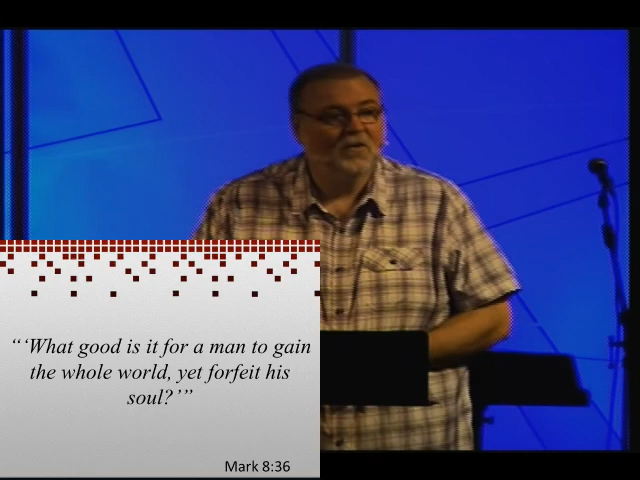 “‘What good is it for a man to gain
the whole world, yet forfeit his
soul?’”
Mark 8:36